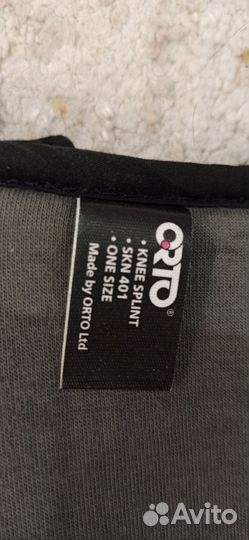 ORTO®
• KNEE SPLINT
• SKN 401
• ONE SIZE
Made by ORTO Ltd
Avito